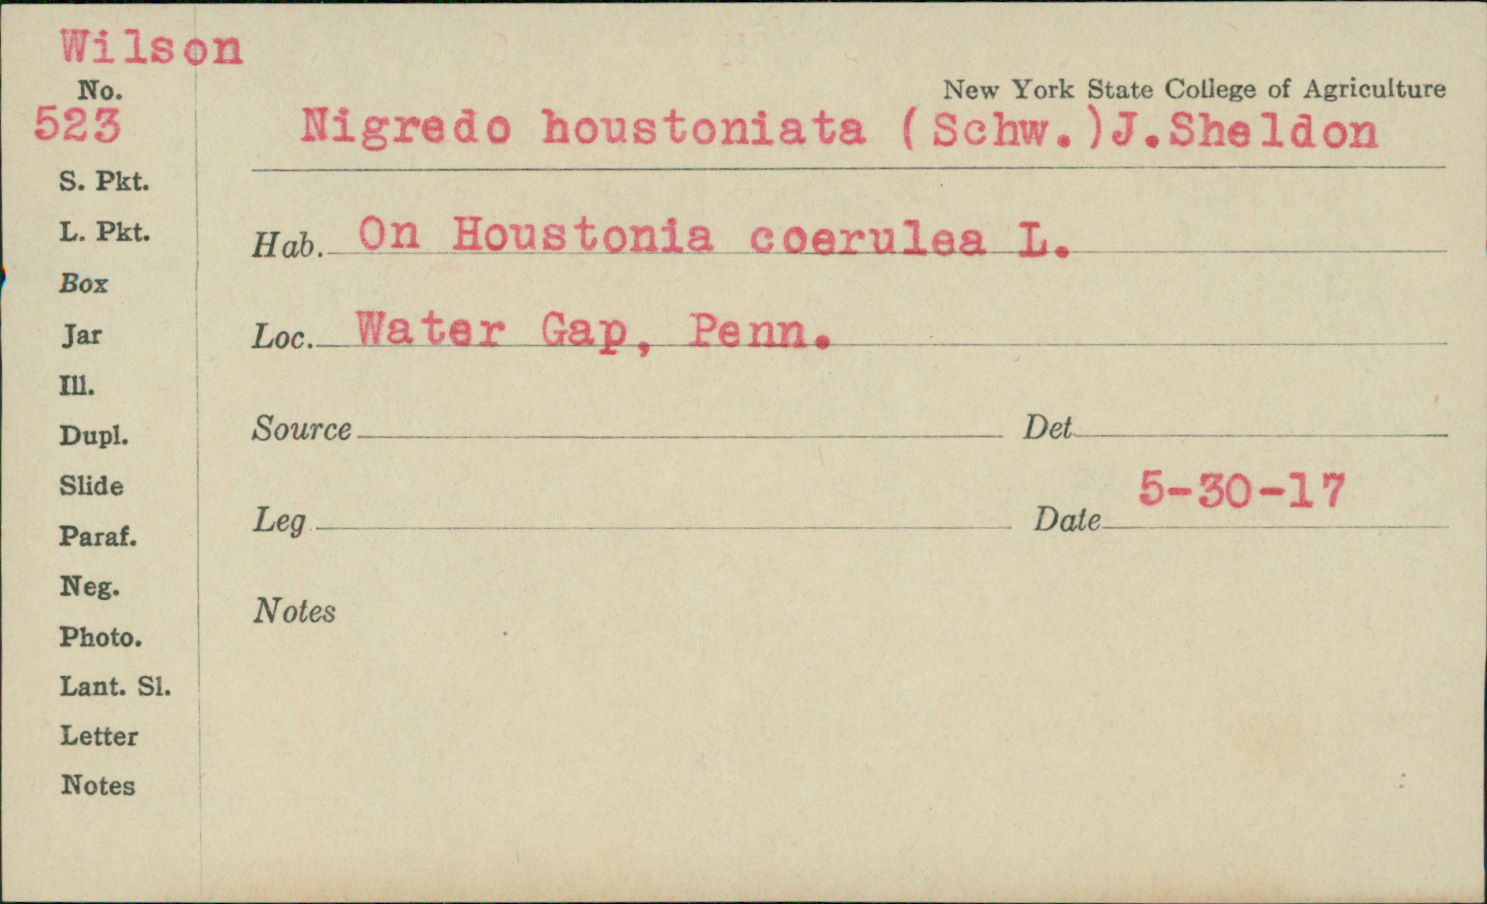 Wilson
No.
523
New York State College of Agriculture
Nigredo houstoniata (Schw.)J.Sheldon
S. Pkt.
L. Pkt.
Box
Jar
Ill.
Dupl.
Slide
Paraf.
Neg.
Photo.
Lant. Sl.
Letter
Notes
Hab. On Houstonia coerulea L.
Loc. Water Gap, Penn.
Source Det
Leg Date 5-30-17
Notes